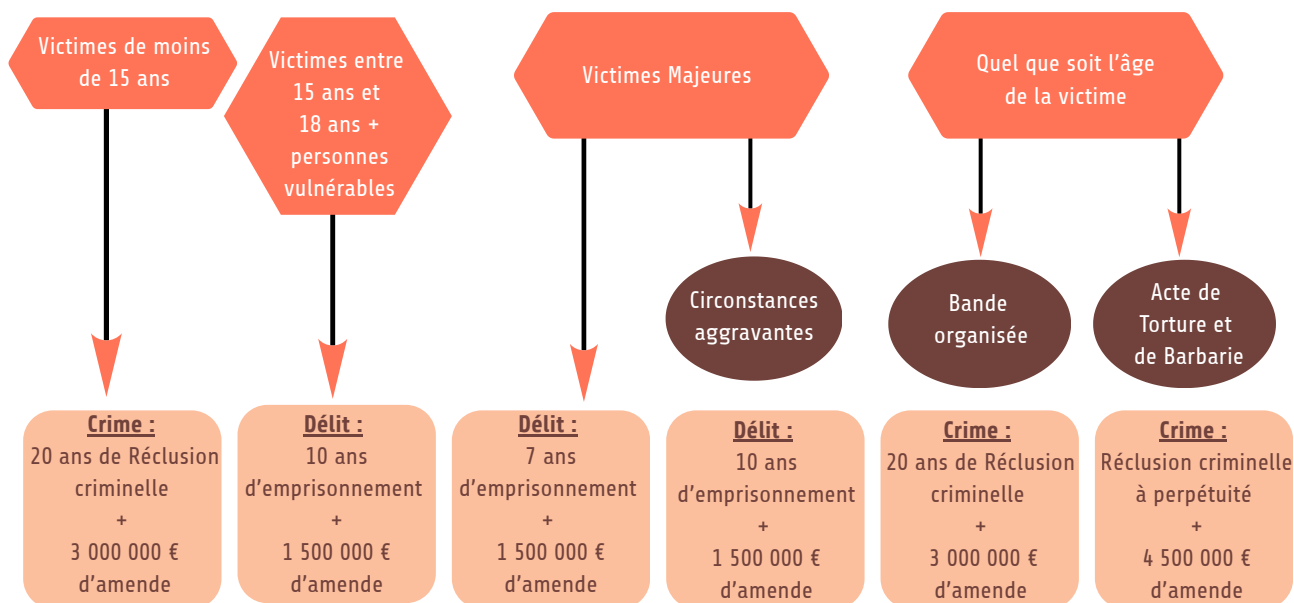 Victimes de moins
de 15 ans
Victimes entre
15 ans et
18 ans +
personnes
vulnérables
Victimes Majeures
Quel que soit l'âge
de la victime
Circonstances
aggravantes
Bande
organisée
Acte de
Torture et
de Barbarie
Crime :
20 ans de Réclusion
criminelle
+
3 000 000 €
d'amende
Délit :
10 ans
d'emprisonnement
+
1 500 000 €
d'amende
Délit :
7 ans
d'emprisonnement
+
1 500 000 €
d'amende
Délit :
10 ans
d'emprisonnement
+
1 500 000 €
d'amende
Crime :
20 ans de Réclusion
criminelle
+
3 000 000 €
d'amende
Crime :
Réclusion criminelle
à perpétuité
+
4 500 000 €
d'amende